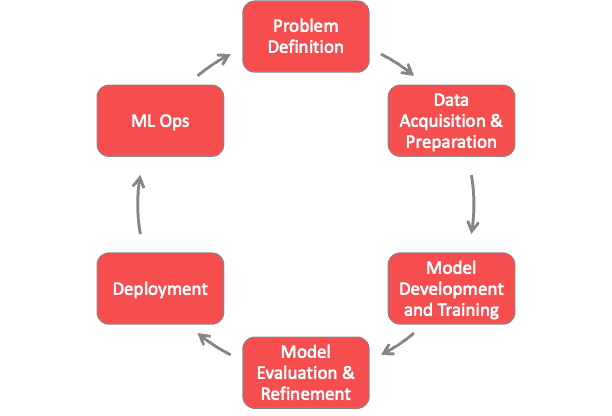 Problem
Definition
Data
Acquisition &
Preparation
Model
Development
and Training
Model
Evaluation &
Refinement
Deployment
ML Ops